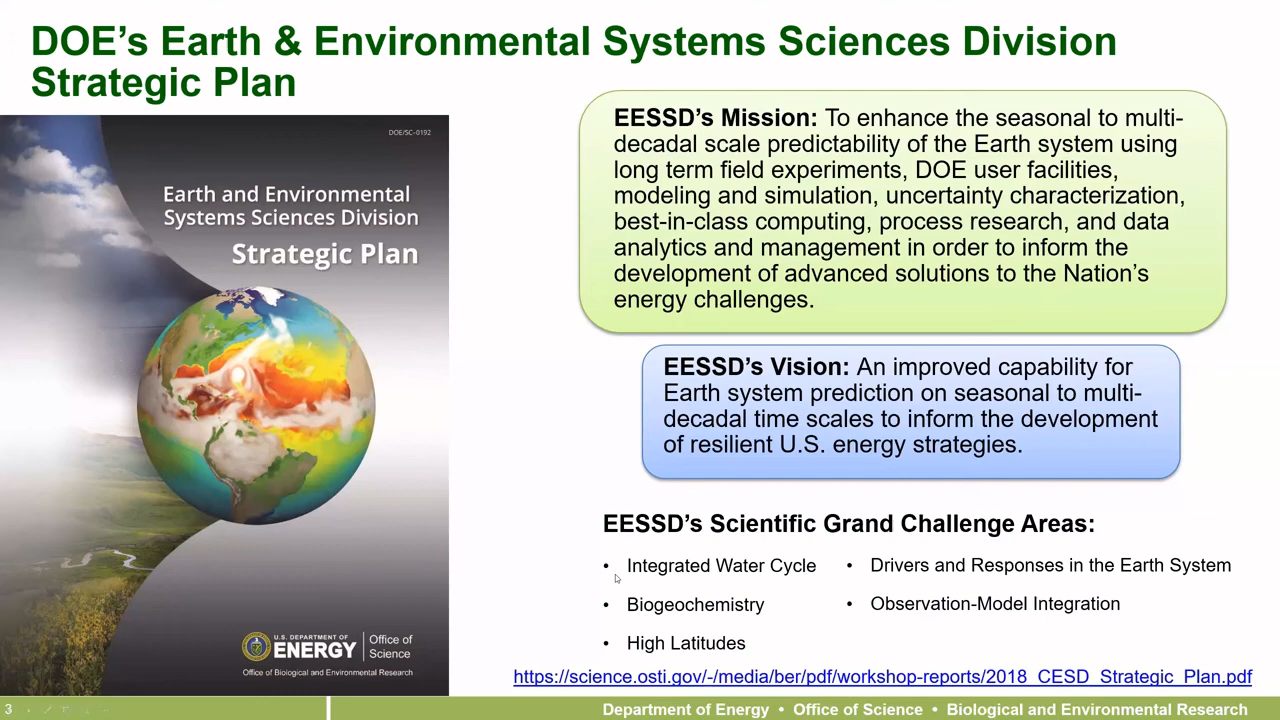 DOE’s Earth & Environmental Systems Sciences Division
Strategic Plan
DOE/SC-0192
Earth and Environmental
Systems Sciences Division
Strategic Plan
U.S. DEPARTMENT OF
ENERGY
Office of
Science
Office of Biological and Environmental Research
EESSD’s Mission: To enhance the seasonal to multi-
decadal scale predictability of the Earth system using
long term field experiments, DOE user facilities,
modeling and simulation, uncertainty characterization,
best-in-class computing, process research, and data
analytics and management in order to inform the
development of advanced solutions to the Nation’s
energy challenges.
EESSD’s Vision: An improved capability for
Earth system prediction on seasonal to multi-
decadal time scales to inform the development
of resilient U.S. energy strategies.
EESSD’s Scientific Grand Challenge Areas:
• Integrated Water Cycle
• Biogeochemistry
• High Latitudes
• Drivers and Responses in the Earth System
• Observation-Model Integration
https://science.osti.gov/-/media/ber/pdf/workshop-reports/2018_CESD_Strategic_Plan.pdf
3
Department of Energy • Office of Science • Biological and Environmental Research